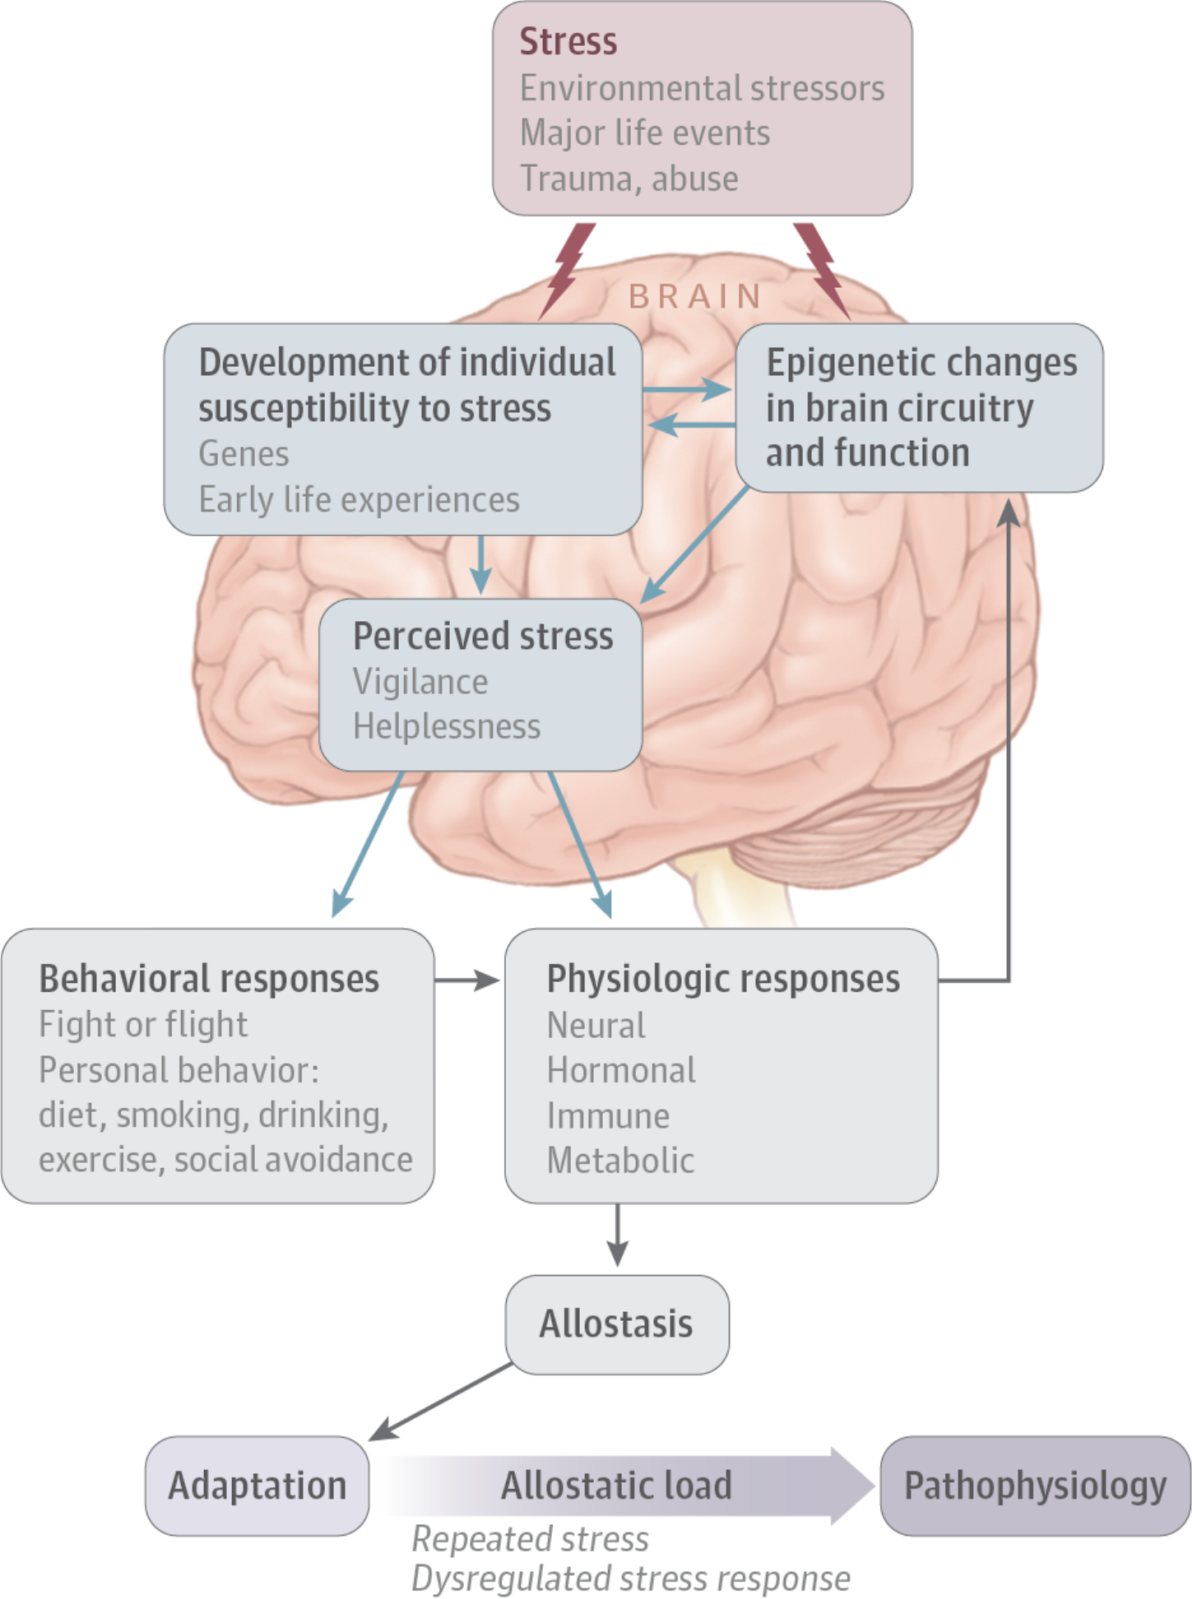 Stress
Environmental stressors
Major life events
Trauma, abuse
BRAIN
Development of individual
susceptibility to stress
Genes
Early life experiences
Epigenetic changes
in brain circuitry
and function
Perceived stress
Vigilance
Helplessness
Behavioral responses
Fight or flight
Personal behavior:
diet, smoking, drinking,
exercise, social avoidance
Physiologic responses
Neural
Hormonal
Immune
Metabolic
Allostasis
Adaptation
Allostatic load
Repeated stress
Dysregulated stress response
Pathophysiology